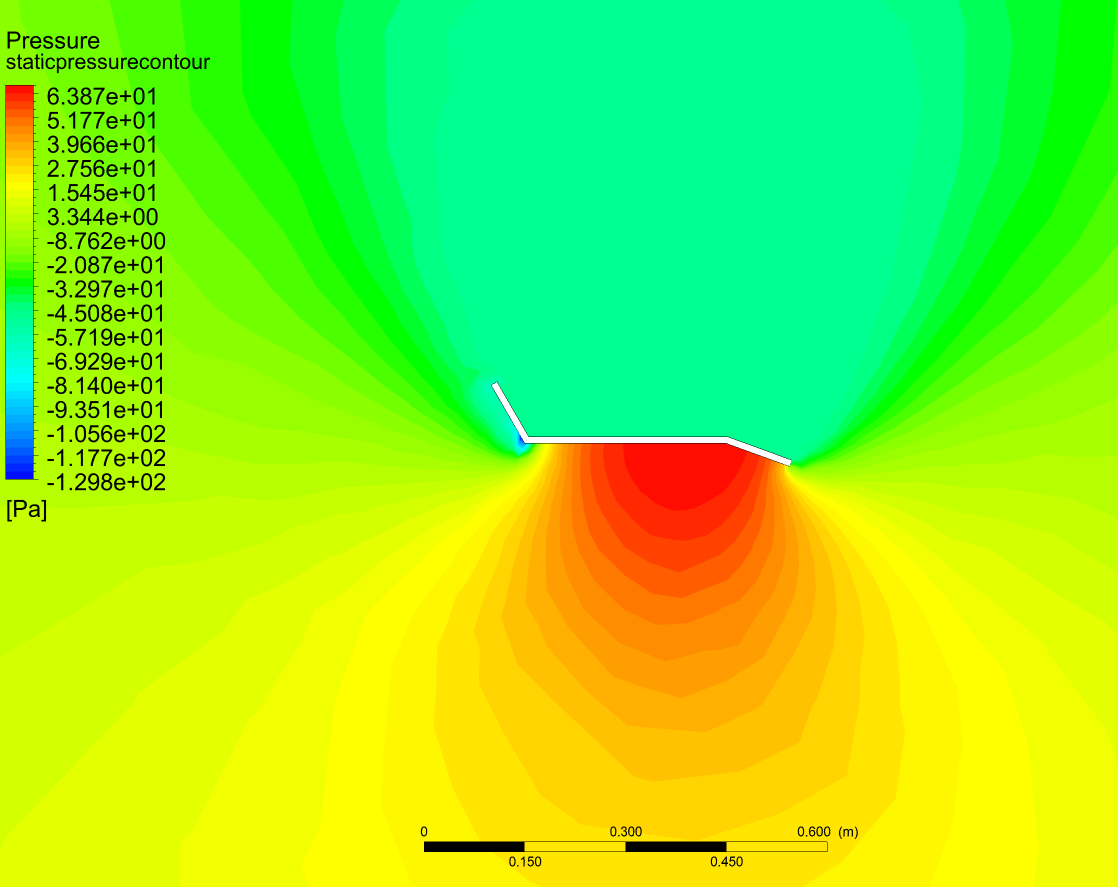 Pressure
staticpressurecontour
6.387e+01
5.177e+01
3.966e+01
2.756e+01
1.545e+01
3.344e+00
-8.762e+00
-2.087e+01
-3.297e+01
-4.508e+01
-5.719e+01
-6.929e+01
-8.140e+01
-9.351e+01
-1.056e+02
-1.177e+02
-1.298e+02
[Pa]
0 0.300 0.600 (m)
0.150 0.450